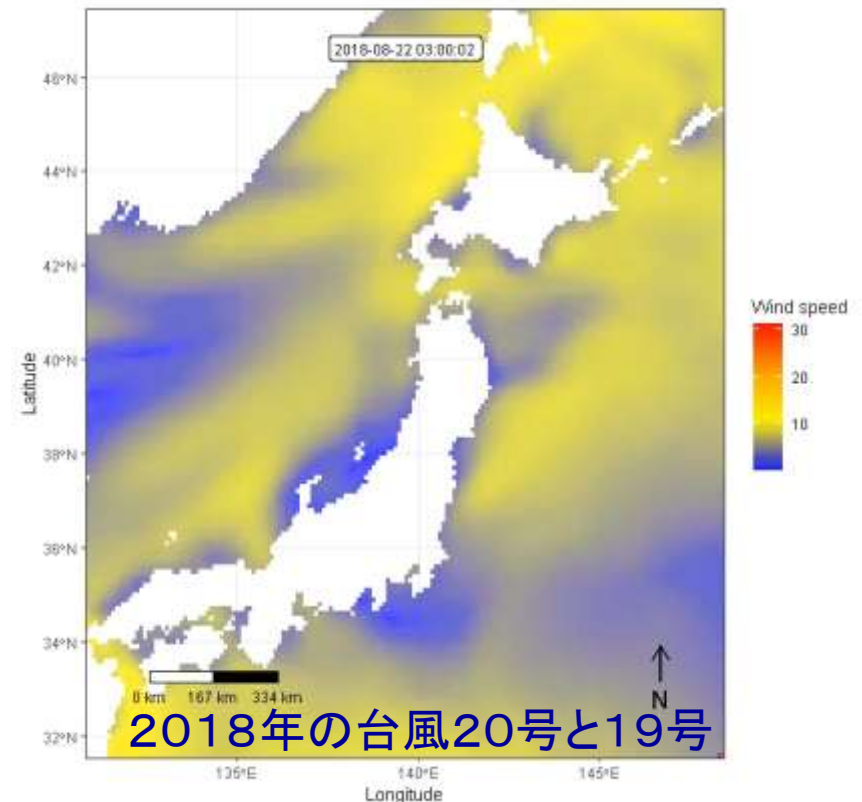 2018-08-22 03:00:02
46°N
44°N
42°N
40°N
38°N
36°N
34°N
32°N
Latitude
Wind speed
30
20
10
0 km 167 km 334 km
N
2018年の台風20号と19号
135°E 140°E 145°E
Longitude